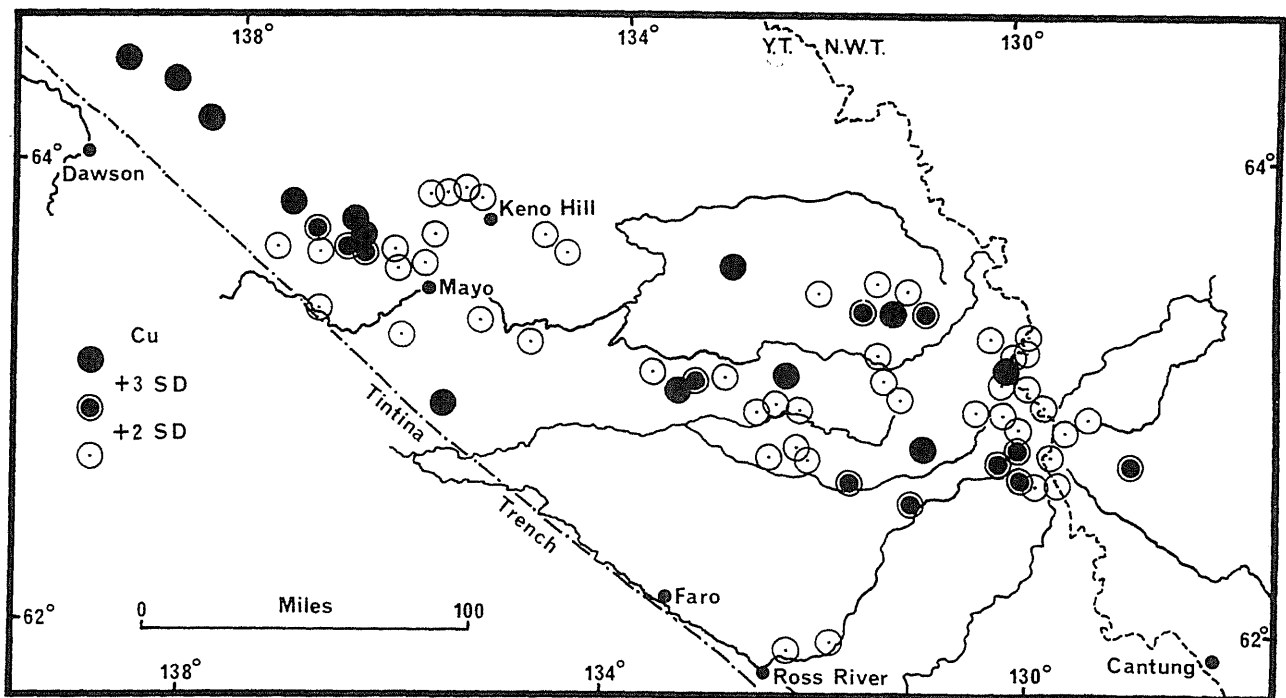 138° 134° 130°
Y.T. N.W.T.
64° 64°
Dawson
Keno Hill
Mayo
Cu
+3 SD
+2 SD
Tintina
Trench
Faro
0 Miles 100
62° 62°
Ross River
Cantung
138° 134° 130°